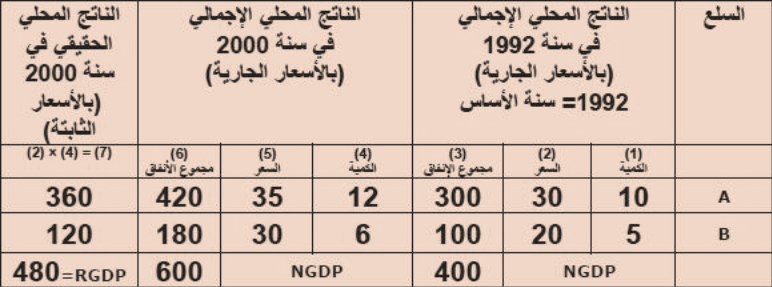 السلع
الناتج المحلي الإجمالي
في سنة 1992
(بالأسعار الجارية)
1992= سنة الأساس
الناتج المحلي الإجمالي
في سنة 2000
(بالأسعار الجارية)
الناتج المحلي
الحقيقي في
سنة 2000
(بالأسعار
الثابتة)
(1) (2) (3) (4) (5) (6) (7) = (4) × (2)
الكمية السعر مجموع الإنفاق الكمية السعر مجموع الأنفاق
A 10 30 300 12 35 420 360
B 5 20 100 6 30 180 120
NGDP 400 NGDP 600 RGDP=480